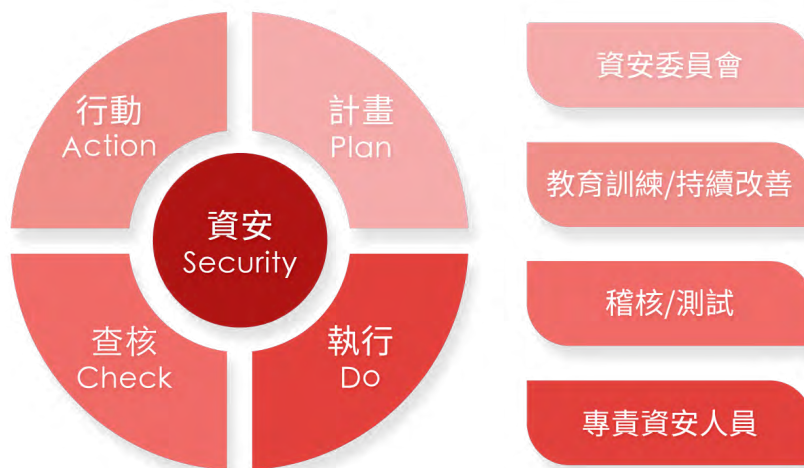 行動
Action
計畫
Plan
資安
Security
查核
Check
執行
Do
資安委員會
教育訓練/持續改善
稽核/測試
專責資安人員